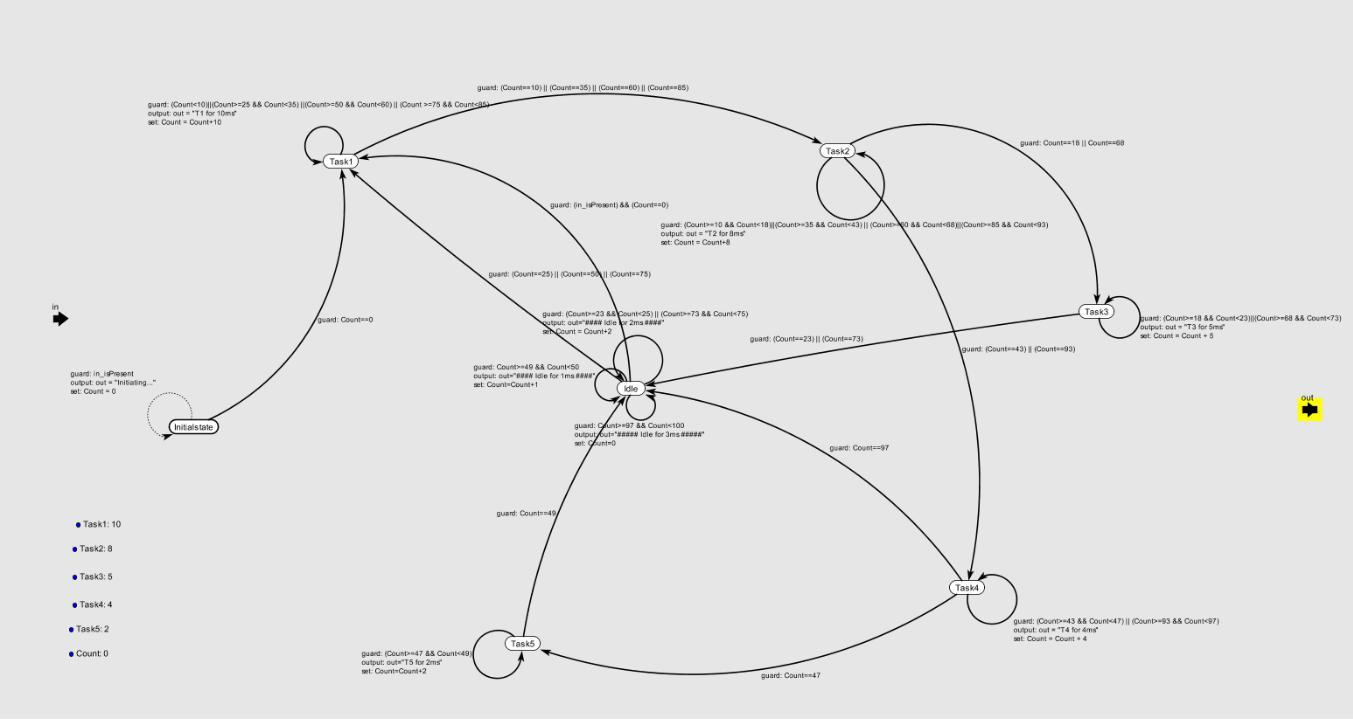 guard: (Count==10) || (Count==35) || (Count==60) || (Count==85)
guard: (Count<10)||(Count>=25 && Count<35) ||(Count>=50 && Count<60) || (Count >=75 && Count<85)
output: out = "T1 for 10ms"
set: Count = Count+10
Task1
Task2
guard: Count==18 || Count==68
guard: (in_isPresent) && (Count==0)
guard: (Count>=10 && Count<18)||(Count>=35 && Count<43) || (Count>=60 && Count<68)||(Count>=85 && Count<93)
output: out = "T2 for 8ms"
set: Count = Count+8
guard: (Count==25) || (Count==50) || (Count==75)
in
guard: Count==0
guard: (Count>=23 && Count<25) || (Count>=73 && Count<75)
output: out="#### Idle for 2ms ####"
set: Count = Count+2
Task3
guard: (Count>=18 && Count<23)||(Count>=68 && Count<73)
output: out = "T3 for 5ms"
set: Count = Count + 5
guard: (Count==23) || (Count==73)
guard: (Count==43) || (Count==93)
guard: in_isPresent
output: out = "Initiating..."
set: Count = 0
guard: Count>=49 && Count<50
output: out="#### Idle for 1ms ####"
set: Count=Count+1
Idle
out
Initialstate
guard: Count>=97 && Count<100
output: out="##### Idle for 3ms #####"
set: Count=0
guard: Count==97
guard: Count==49
Task1: 10
Task2: 8
Task3: 5
Task4: 4
Task5: 2
Count: 0
Task4
guard: (Count>=43 && Count<47) || (Count>=93 && Count<97)
output: out = "T4 for 4ms"
set: Count = Count + 4
Task5
guard: (Count>=47 && Count<49)
output: out="T5 for 2ms"
set: Count=Count+2
guard: Count==47